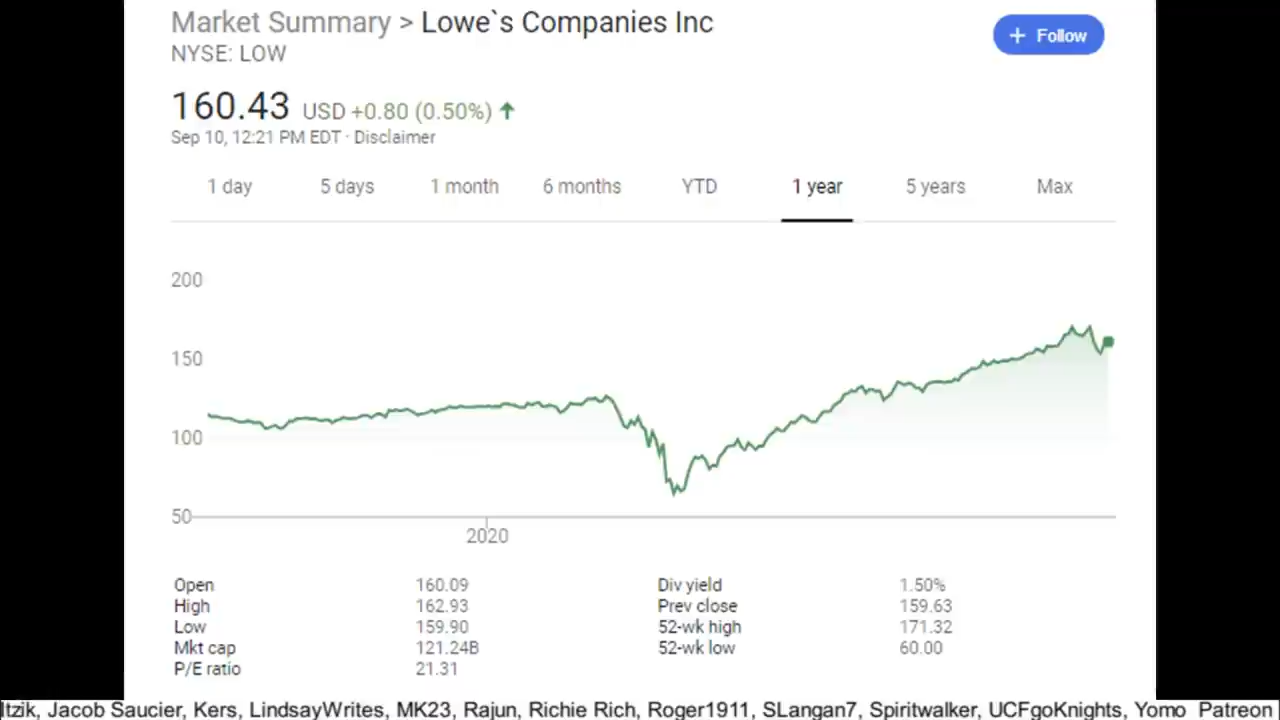 Market Summary > Lowe`s Companies Inc
NYSE: LOW
+ Follow
160.43 USD +0.80 (0.50%)
Sep 10, 12:21 PM EDT · Disclaimer
1 day 5 days 1 month 6 months YTD 1 year 5 years Max
200
150
100
50
2020
Open 160.09 Div yield 1.50%
High 162.93 Prev close 159.63
Low 159.90 52-wk high 171.32
Mkt cap 121.24B 52-wk low 60.00
P/E ratio 21.31
Itzik, Jacob Saucier, Kers, LindsayWrites, MK23, Rajun, Richie Rich, Roger1911, SLangan7, Spiritwalker, UCFgoKnights, Yomo Patreon